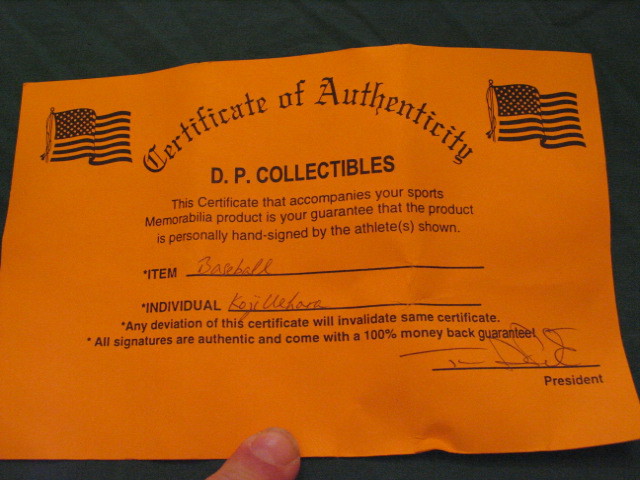 Certificate of Authenticity
D. P. COLLECTIBLES
This Certificate that accompanies your sports
Memorabilia product is your guarantee that the product
is personally hand-signed by the athlete(s) shown.
*ITEM Baseball
*INDIVIDUAL Koji Uehara
*Any deviation of this certificate will invalidate same certificate.
* All signatures are authentic and come with a 100% money back guarantee!
President